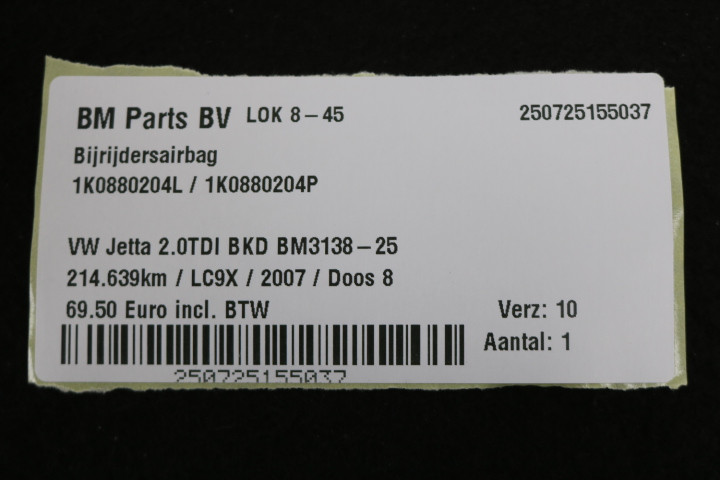 BM Parts BV LOK 8-45 250725155037
Bijrijdersairbag
1K0880204L / 1K0880204P
VW Jetta 2.0TDI BKD BM3138-25
214.639km / LC9X / 2007 / Doos 8
69.50 Euro incl. BTW Verz: 10
Aantal: 1
250725155037